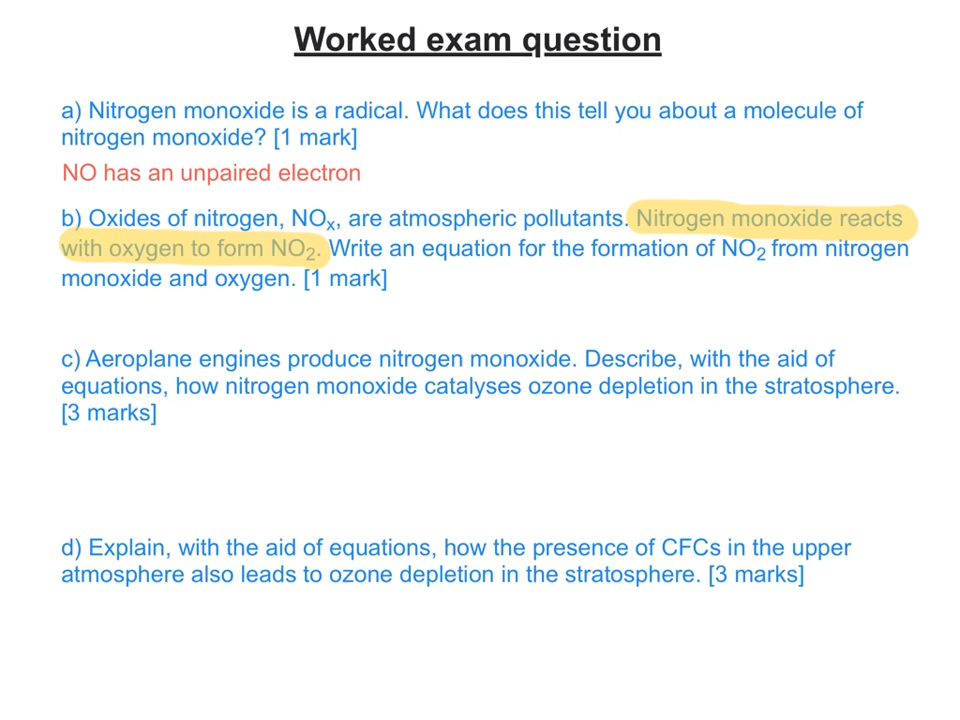 Worked exam question
a) Nitrogen monoxide is a radical. What does this tell you about a molecule of
nitrogen monoxide? [1 mark]
NO has an unpaired electron
b) Oxides of nitrogen, NOₓ, are atmospheric pollutants. Nitrogen monoxide reacts
with oxygen to form NO₂. Write an equation for the formation of NO₂ from nitrogen
monoxide and oxygen. [1 mark]
c) Aeroplane engines produce nitrogen monoxide. Describe, with the aid of
equations, how nitrogen monoxide catalyses ozone depletion in the stratosphere.
[3 marks]
d) Explain, with the aid of equations, how the presence of CFCs in the upper
atmosphere also leads to ozone depletion in the stratosphere. [3 marks]